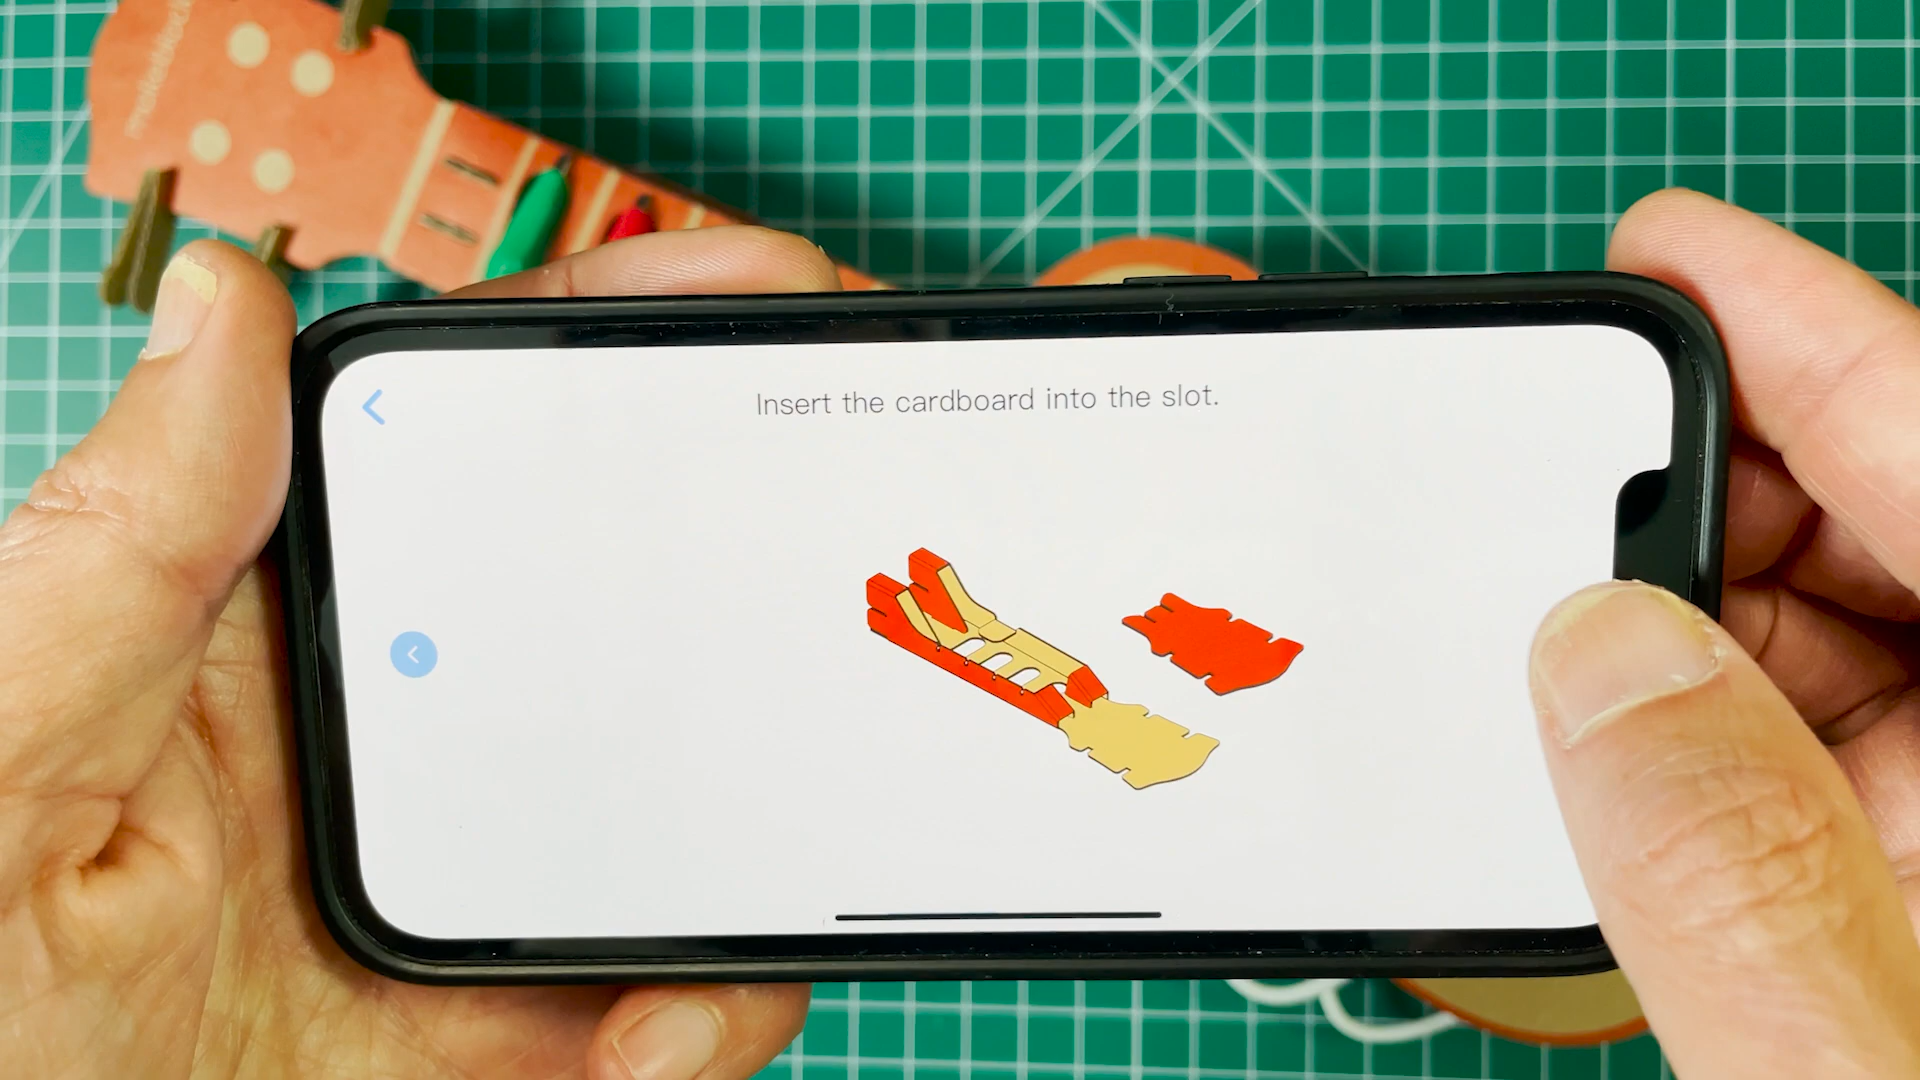 Insert the cardboard into the slot.